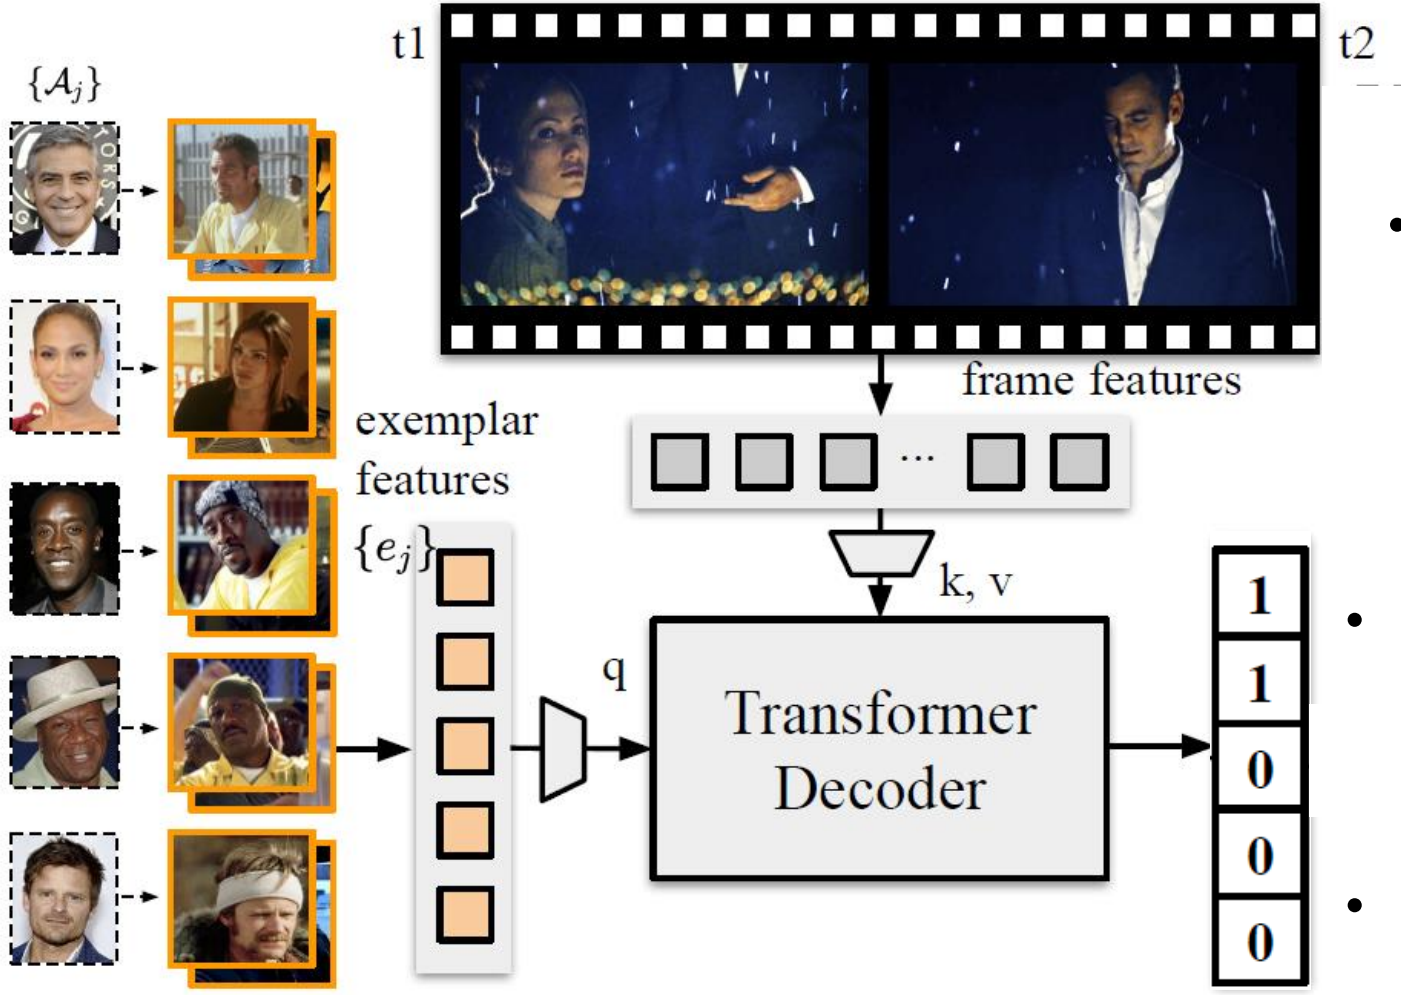 t1
t2
{𝒜ⱼ}
frame features
exemplar
features
{eⱼ}
...
k, v
q
Transformer
Decoder
1
1
0
0
0